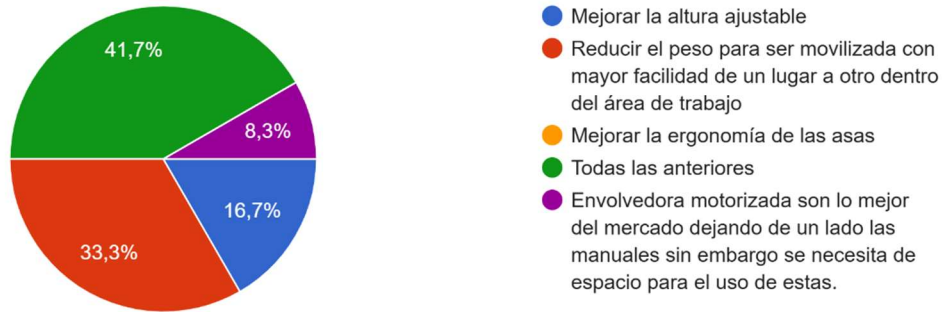 41,7%
8,3%
16,7%
33,3%
Mejorar la altura ajustable
Reducir el peso para ser movilizada con
mayor facilidad de un lugar a otro dentro
del área de trabajo
Mejorar la ergonomía de las asas
Todas las anteriores
Envolvedora motorizada son lo mejor
del mercado dejando de un lado las
manuales sin embargo se necesita de
espacio para el uso de estas.